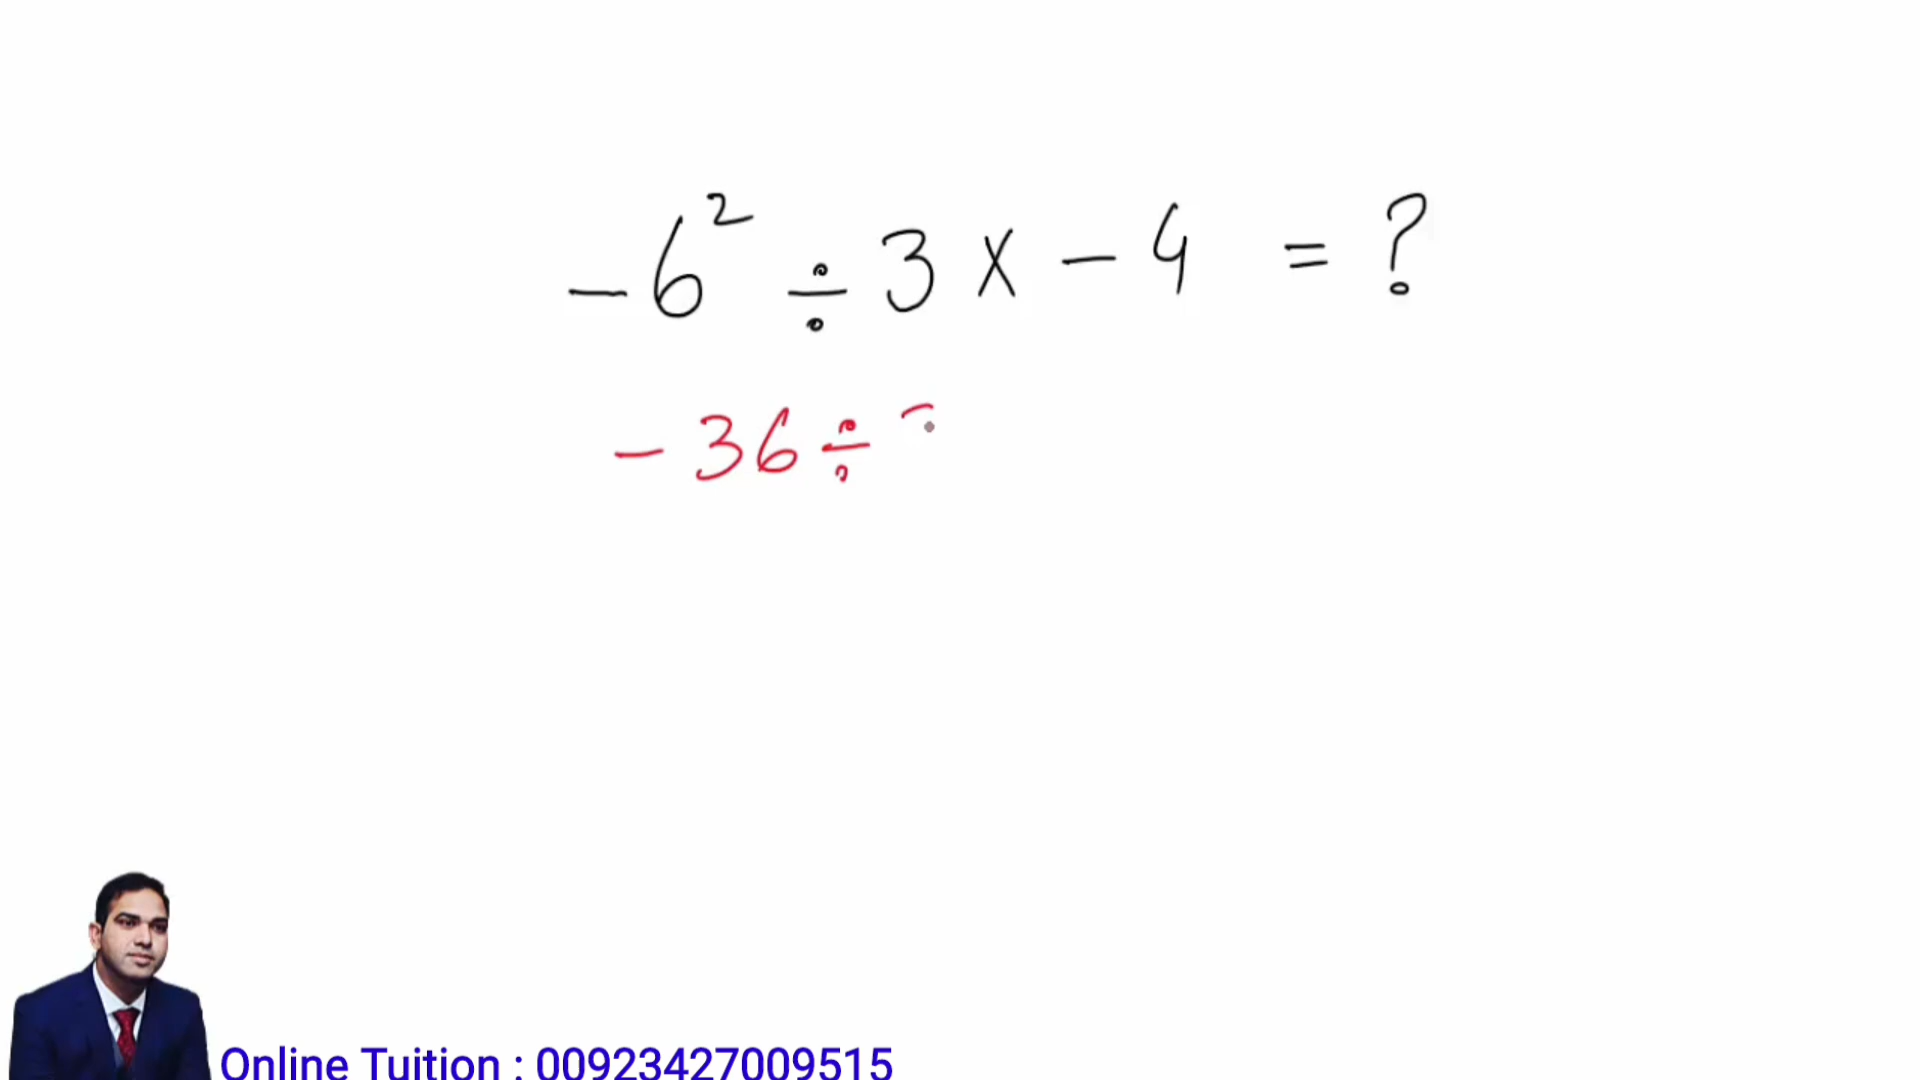 -6² ÷ 3 x - 4 = ?
- 36 ÷
Online Tuition : 00923427009515